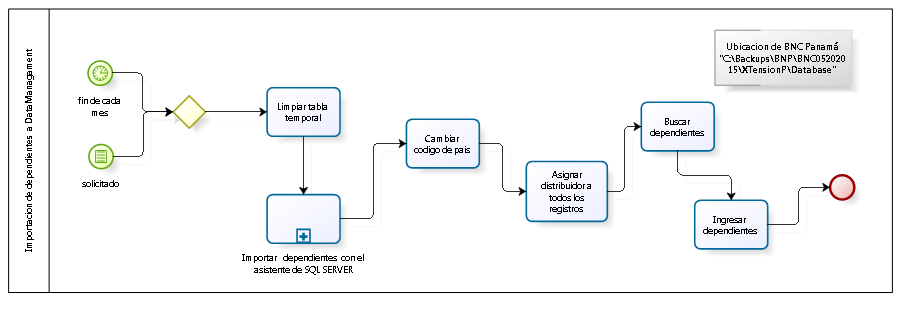 Importacion de dependientes a DataManagament
fin de cada
mes
solicitado
Limpiar tabla
temporal
Importar dependientes con el
asistente de SQL SERVER
Cambiar
codigo de pais
Asignar
distribuidor a
todos los
registros
Buscar
dependientes
Ingresar
dependientes
Ubicacion de BNC Panamá
"C:\Backups\BNP\BNC052020
15\XTensionP\Database"